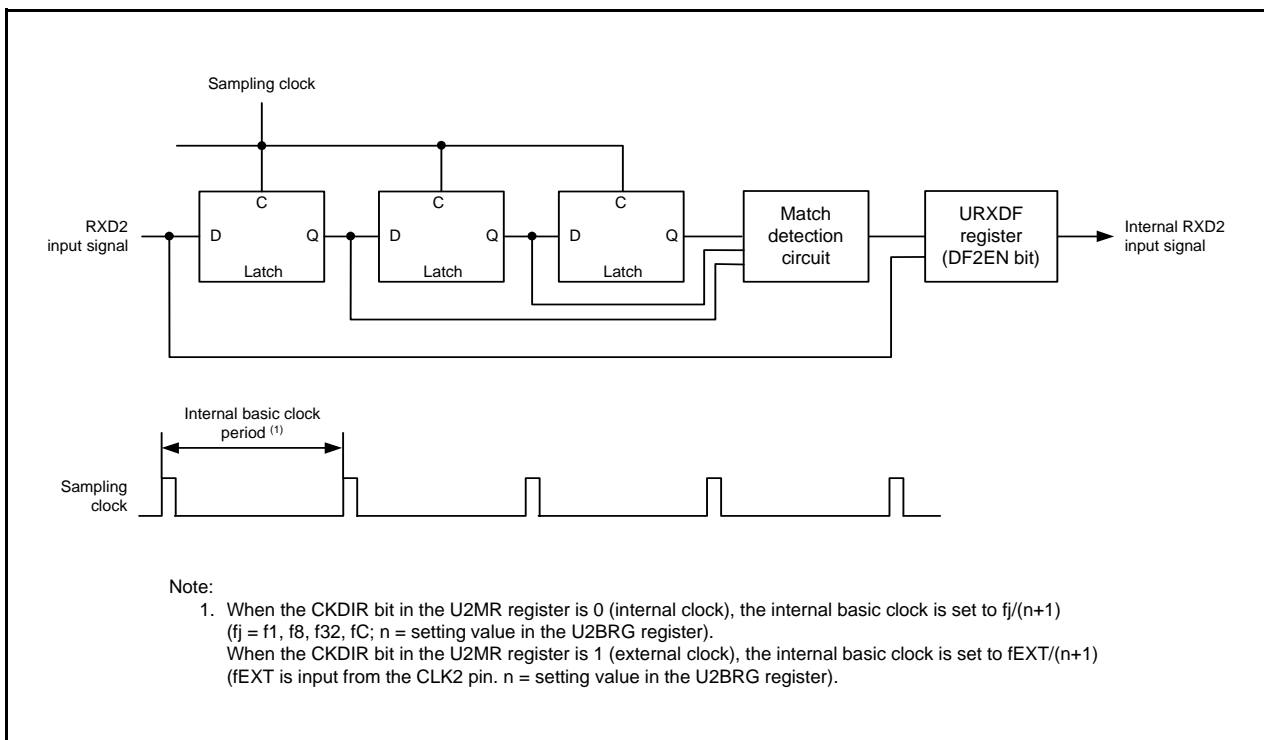 Sampling clock
C
C
C
RXD2
input signal
D
Q
D
Q
D
Q
Latch
Latch
Latch
Match
detection
circuit
URXDF
register
(DF2EN bit)
Internal RXD2
input signal
Internal basic clock
period (1)
Sampling
clock
Note:
1. When the CKDIR bit in the U2MR register is 0 (internal clock), the internal basic clock is set to fj/(n+1)
(fj = f1, f8, f32, fC; n = setting value in the U2BRG register).
When the CKDIR bit in the U2MR register is 1 (external clock), the internal basic clock is set to fEXT/(n+1)
(fEXT is input from the CLK2 pin. n = setting value in the U2BRG register).